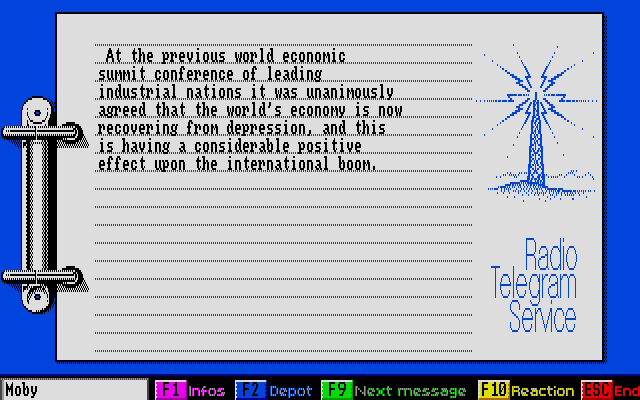 At the previous world economic
summit conference of leading
industrial nations it was unanimously
agreed that the world's economy is now
recovering from depression, and this
is having a considerable positive
effect upon the international boom.
Radio
Telegram
Service
Moby
F1 Infos F2 Depot F9 Next message F10 Reaction ESC End